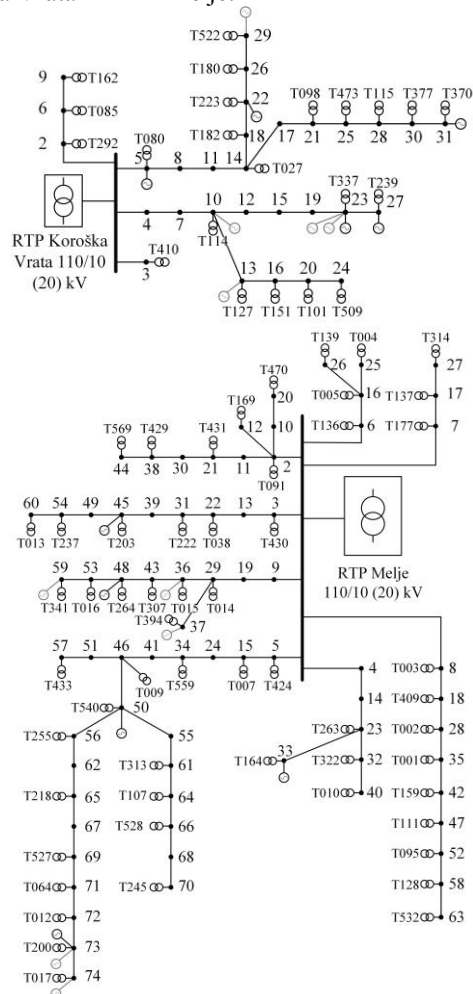 T522 29
9 T162 T180 26 T098 T473 T115 T377 T370
6 T085 T223 22
2 T292 T080 T182 18 17 21 25 28 30 31
5 8 11 14 T027
10 12 15 19 T337 23 T239 27
4 7
T114
RTP Koroška
Vrata 110/10
(20) kV
T410
3
13 16 20 24
T127 T151 T101 T509
T139 T004 T314
26 25 27
T470 T005 16 T137 17
T169 20 T136 6 T177 7
T569 T429 T431 12 10
44 38 30 21 11 2
T091
60 54 49 45 39 31 22 13 3
T013 T237 T203 T222 T038 T430
59 53 48 43 36 29 19 9
T341 T016 T264 T307 T015 T014
T394 37
RTP Melje
110/10 (20) kV
57 51 46 41 34 24 15 5
T433 T009 T559 T007 T424
T540 50
4 T003 8
14 T409 18
T263 23 T002 28
T164 33 T322 32 T001 35
T010 40 T159 42
T111 47
T095 52
T128 58
T532 63
T255 56 55
62 T313 61
T218 65 T107 64
67 T528 66
T527 69 68
T064 71 T245 70
T012 72
T200 73
T017 74